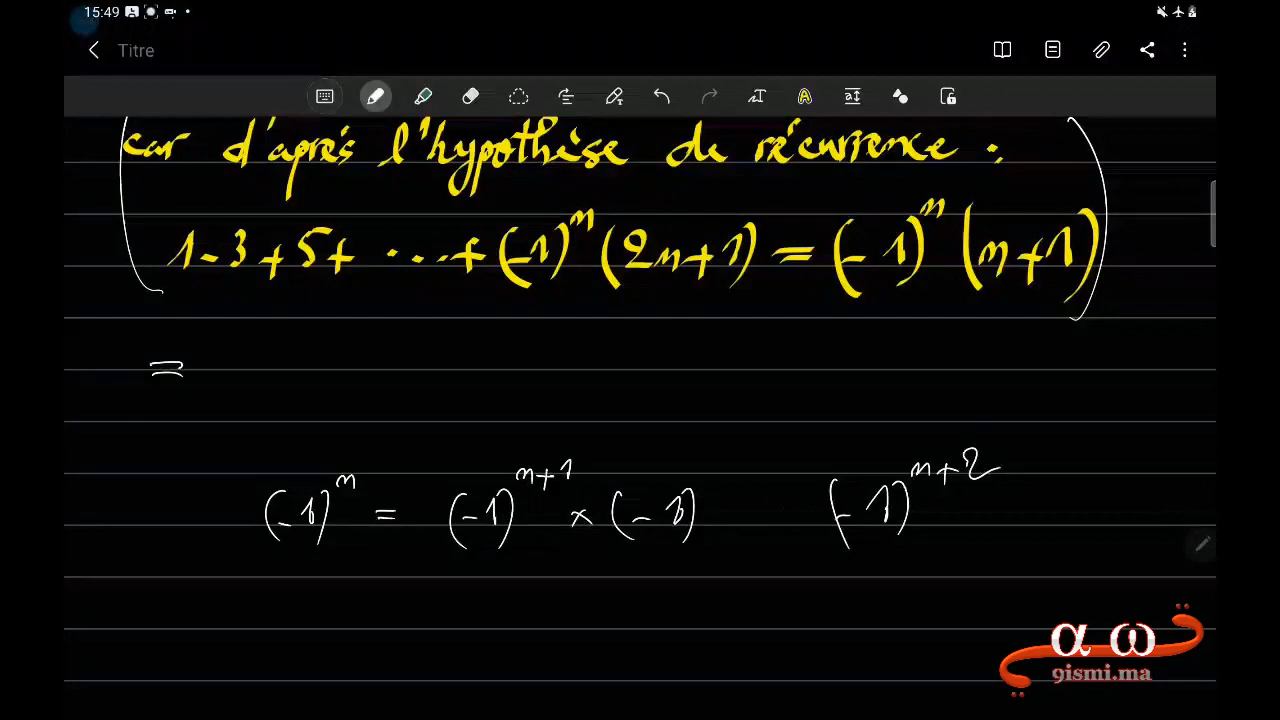 15:49
Titre
car d'après l'hypothèse de récurrence :
1-3+5+ ...+(-1)^n (2n+1) = (-1)^n (n+1)
=
(-1)^n = (-1)^{n+1} × (-1) (-1)^{n+2}
α ω
9ismi.ma